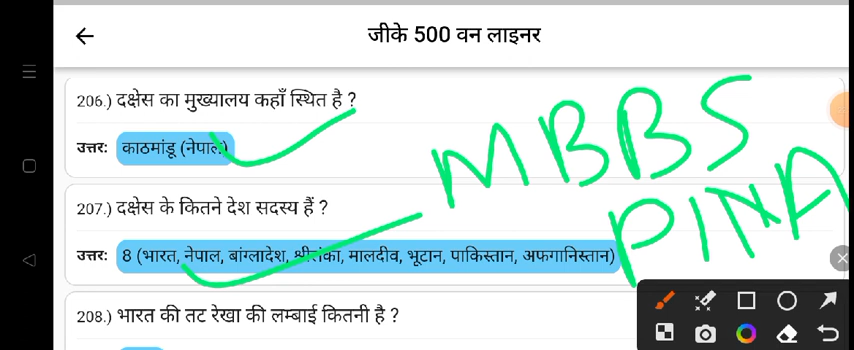 जीके 500 वन लाइनर
206.) दक्षेस का मुख्यालय कहाँ स्थित है ?
उत्तर: काठमांडू (नेपाल)
MBBS
207.) दक्षेस के कितने देश सदस्य हैं ?
PINA
उत्तर: 8 (भारत, नेपाल, बांग्लादेश, श्रीलंका, मालदीव, भूटान, पाकिस्तान, अफगानिस्तान)
208.) भारत की तट रेखा की लम्बाई कितनी है ?